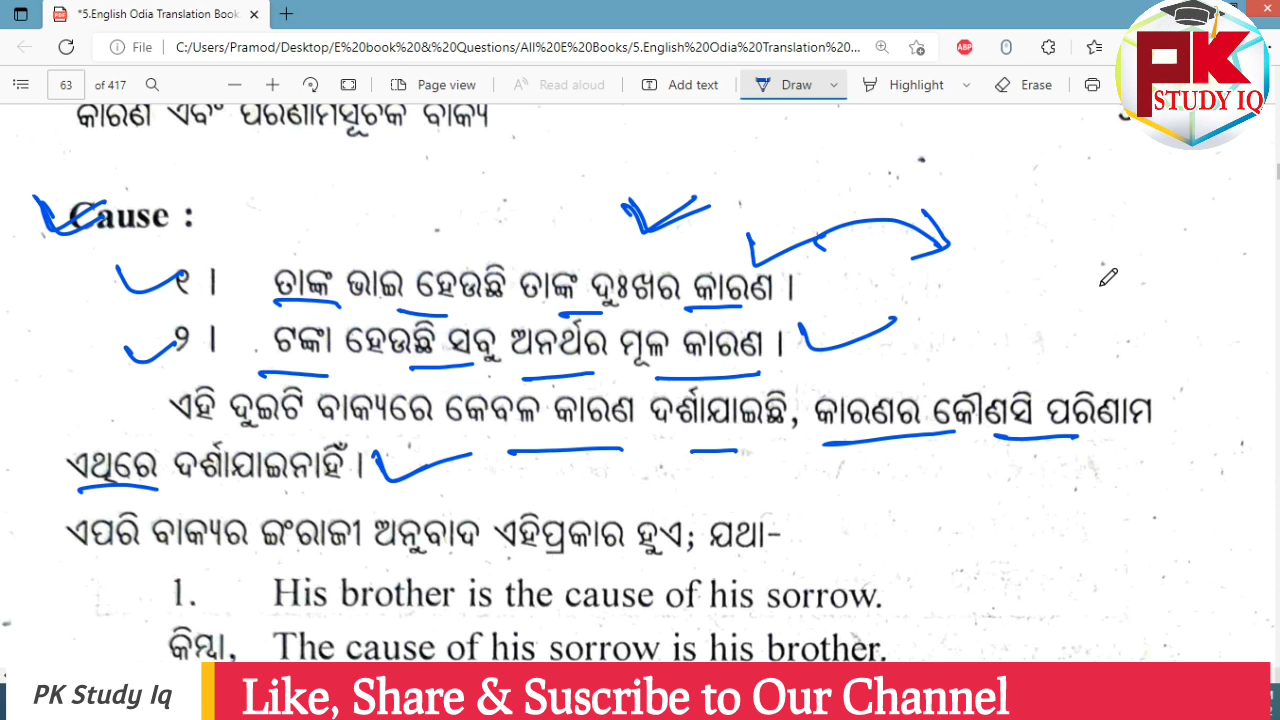 *5.English Odia Translation Book
File
C:/Users/Pramod/Desktop/E%20book%20&%20Questions/All%20E%20Books/5.English%20Odia%20Translation%20...
ABP
63 of 417
Page view
Read aloud
Add text
Draw
Highlight
Erase
PK
STUDY IQ
କାରଣ ଏବଂ ପରିଣାମସୂଚକ ବାକ୍ୟ
Cause :
୧ । ତାଙ୍କ ଭାଇ ହେଉଛି ତାଙ୍କ ଦୁଃଖର କାରଣ ।
୨ । ଟଙ୍କା ହେଉଛି ସବୁ ଅନର୍ଥର ମୂଳ କାରଣ ।
ଏହି ଦୁଇଟି ବାକ୍ୟରେ କେବଳ କାରଣ ଦର୍ଶାଯାଇଛି, କାରଣର କୌଣସି ପରିଣାମ
ଏଥିରେ ଦର୍ଶାଯାଇନାହିଁ ।
ଏପରି ବାକ୍ୟର ଇଂରାଜୀ ଅନୁବାଦ ଏହିପ୍ରକାର ହୁଏ; ଯଥା-
1. His brother is the cause of his sorrow.
କିମ୍ବା, The cause of his sorrow is his brother.
PK Study Iq
Like, Share & Suscribe to Our Channel